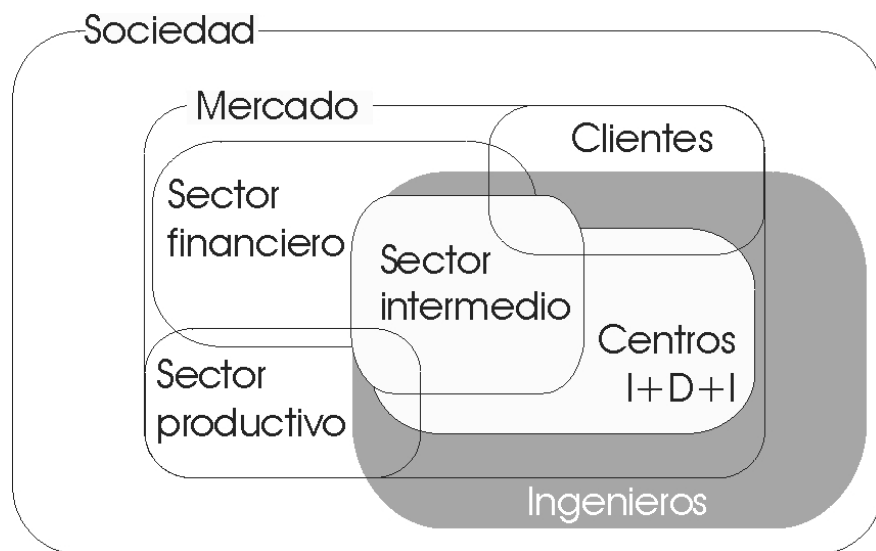 Sociedad
Mercado
Clientes
Sector
financiero
Sector
intermedio
Centros
I+D+I
Sector
productivo
Ingenieros